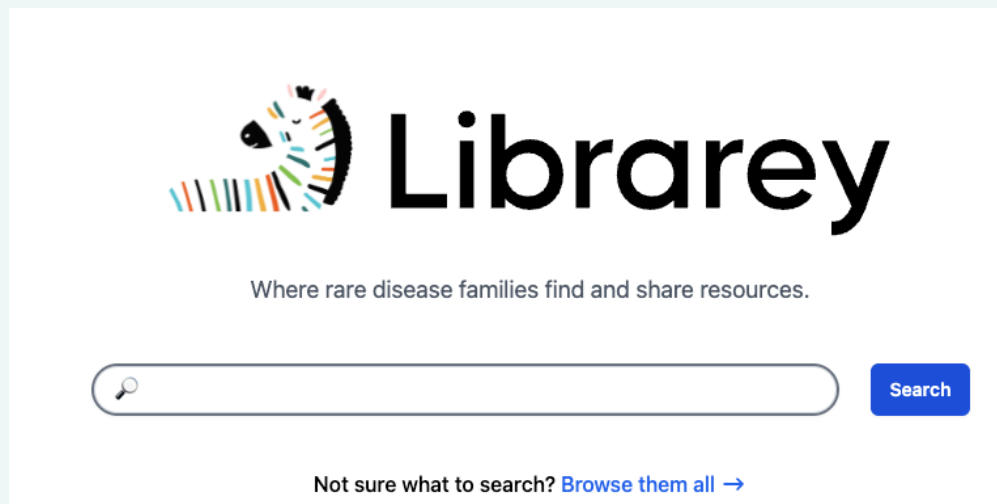 Librarey
Where rare disease families find and share resources.
Search
Not sure what to search? Browse them all →